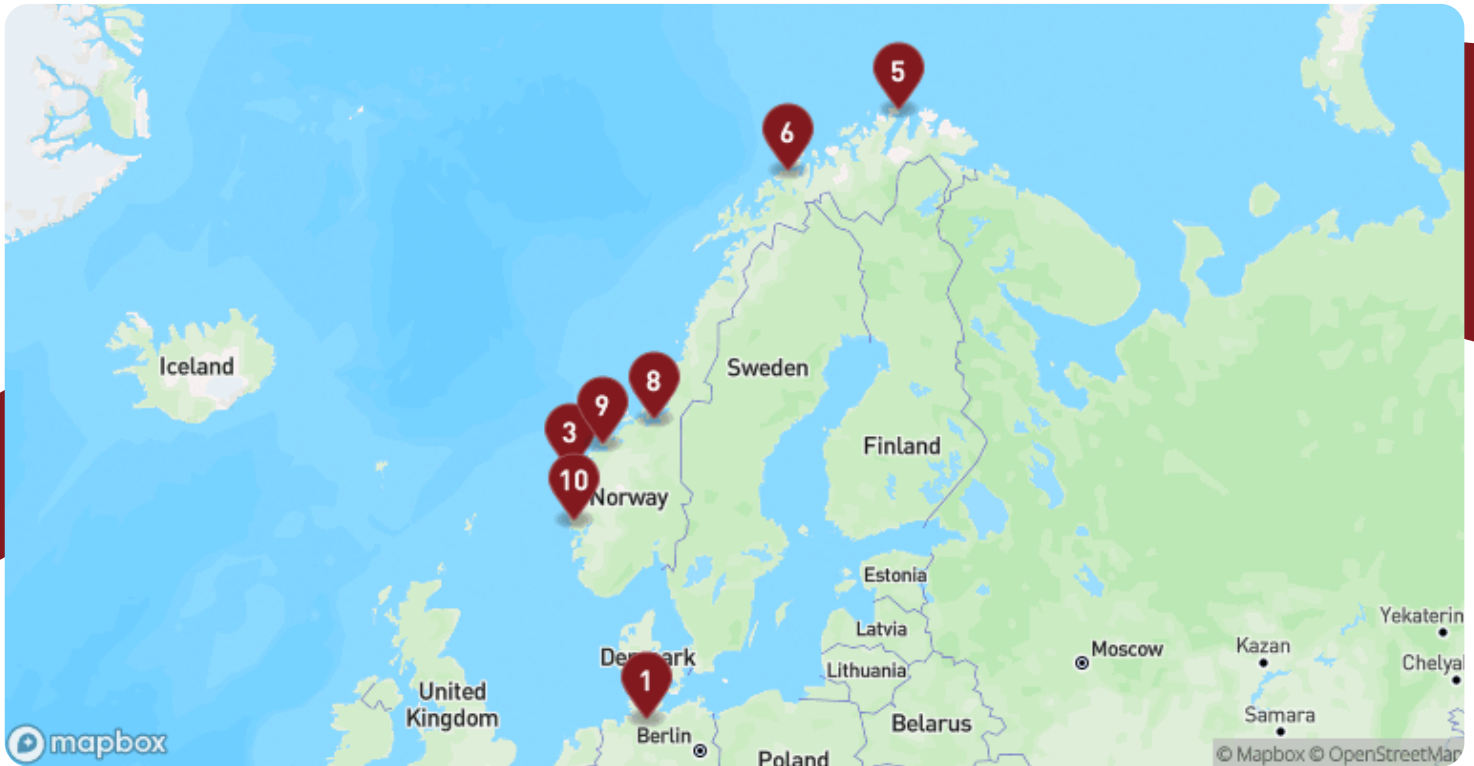 5
6
Iceland
Sweden
8
9
3
Finland
10
Norway
Estonia
Latvia
Lithuania
Moscow
Kazan
Yekaterin
Chelya
Denmark
1
United
Kingdom
Berlin
Belarus
Samara
Poland
mapbox
© Mapbox © OpenStreetMap